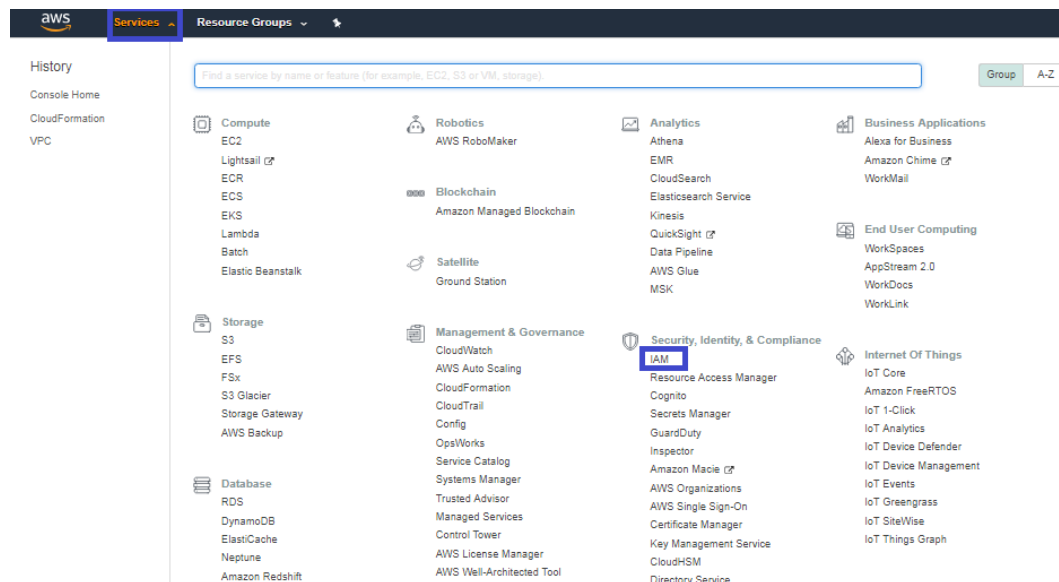 aws
Services
Resource Groups
History
Console Home
CloudFormation
VPC
Find a service by name or feature (for example, EC2, S3 or VM, storage).
Group
A-Z
Compute
EC2
Lightsail
ECR
ECS
EKS
Lambda
Batch
Elastic Beanstalk
Storage
S3
EFS
FSx
S3 Glacier
Storage Gateway
AWS Backup
Database
RDS
DynamoDB
ElastiCache
Neptune
Amazon Redshift
Robotics
AWS RoboMaker
Blockchain
Amazon Managed Blockchain
Satellite
Ground Station
Management & Governance
CloudWatch
AWS Auto Scaling
CloudFormation
CloudTrail
Config
OpsWorks
Service Catalog
Systems Manager
Trusted Advisor
Managed Services
Control Tower
AWS License Manager
AWS Well-Architected Tool
Analytics
Athena
EMR
CloudSearch
Elasticsearch Service
Kinesis
QuickSight
Data Pipeline
AWS Glue
MSK
Security, Identity, & Compliance
IAM
Resource Access Manager
Cognito
Secrets Manager
GuardDuty
Inspector
Amazon Macie
AWS Organizations
AWS Single Sign-On
Certificate Manager
Key Management Service
CloudHSM
Directory Service
Business Applications
Alexa for Business
Amazon Chime
WorkMail
End User Computing
WorkSpaces
AppStream 2.0
WorkDocs
WorkLink
Internet Of Things
IoT Core
Amazon FreeRTOS
IoT 1-Click
IoT Analytics
IoT Device Defender
IoT Device Management
IoT Events
IoT Greengrass
IoT SiteWise
IoT Things Graph